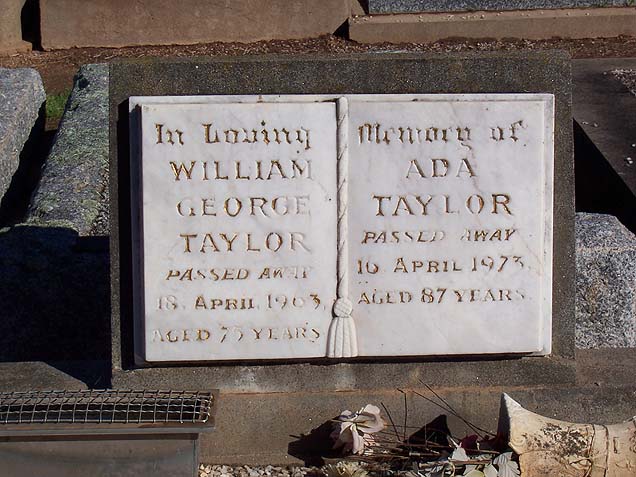 In Loving
WILLIAM
GEORGE
TAYLOR
PASSED AWAY
18. APRIL 1963.
AGED 75 YEARS
Memory of
ADA
TAYLOR
PASSED AWAY
16 APRIL 1973.
AGED 87 YEARS.